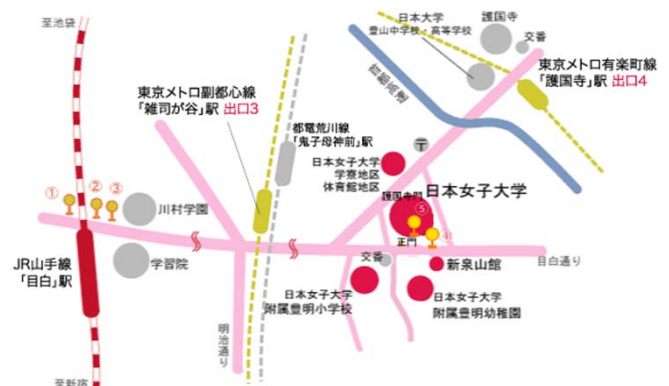 至池袋
日本大学
豊山中学校・高等学校
護国寺
交番
東京メトロ有楽町線
「護国寺」駅 出口4
首都高速
東京メトロ副都心線
「雑司が谷」駅 出口3
都電荒川線
「鬼子母神前」駅
日本女子大学
学寮地区
体育館地区
〒
護国寺門
日本女子大学
① ② ③
川村学園
⑤
正門
④
目白通り
JR山手線
「目白」駅
学習院
交番
新泉山館
日本女子大学
附属豊明小学校
日本女子大学
附属豊明幼稚園
明治通り
至新宿